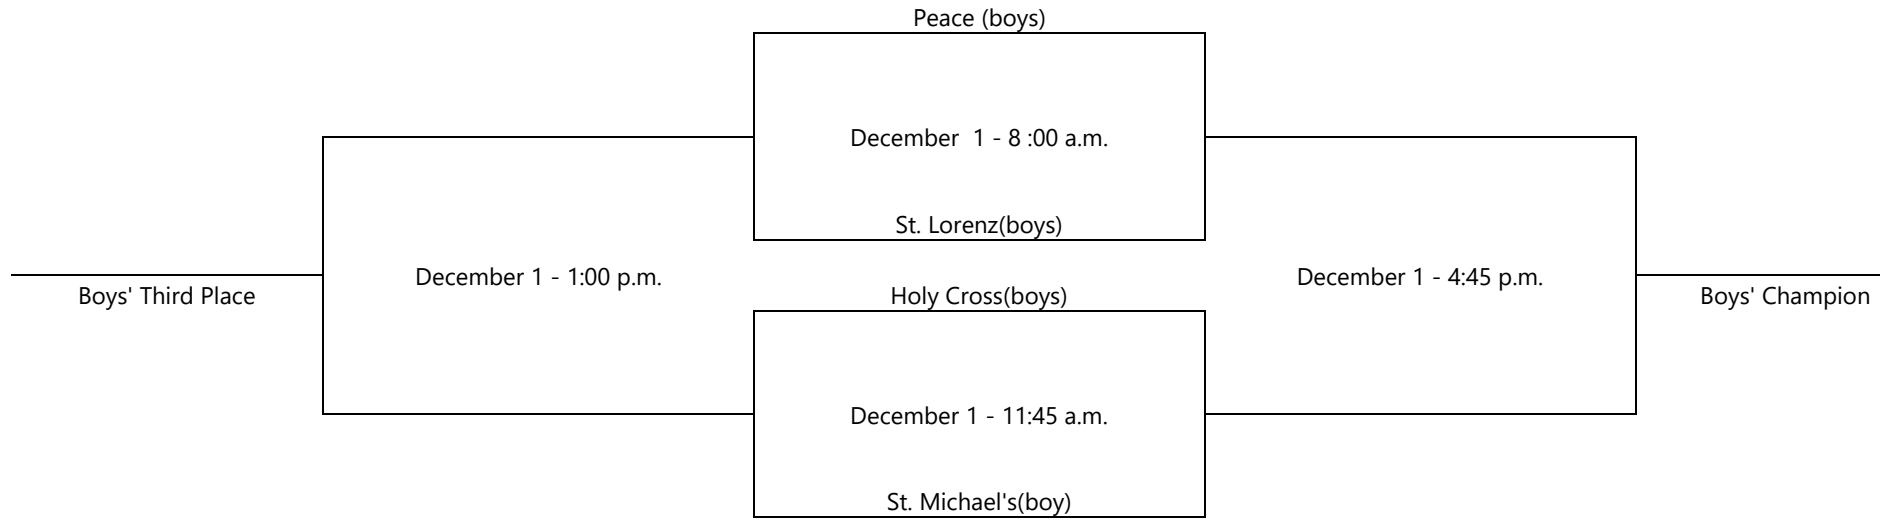 Peace (boys)
December  1 - 8 :00 a.m.
St. Lorenz(boys)
December 1 - 1:00 p.m.
December 1 - 4:45 p.m.
Boys' Third Place
Holy Cross(boys)
Boys' Champion
December 1 - 11:45 a.m.
St. Michael's(boy)